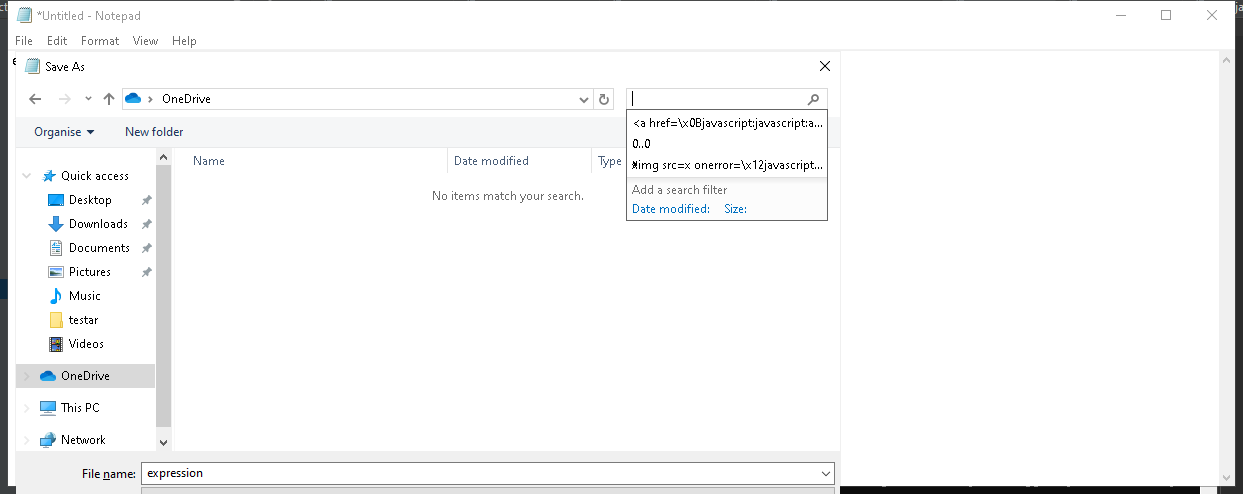 *Untitled - Notepad
File Edit Format View Help
Save As
OneDrive
Organise New folder
<a href=\x0Bjavascript:javascript:a...
0..0
img src=x onerror=\x12javascript...
Add a search filter
Date modified: Size:
Name Date modified Type
No items match your search.
Quick access
Desktop
Downloads
Documents
Pictures
Music
testar
Videos
OneDrive
This PC
Network
File name: expression